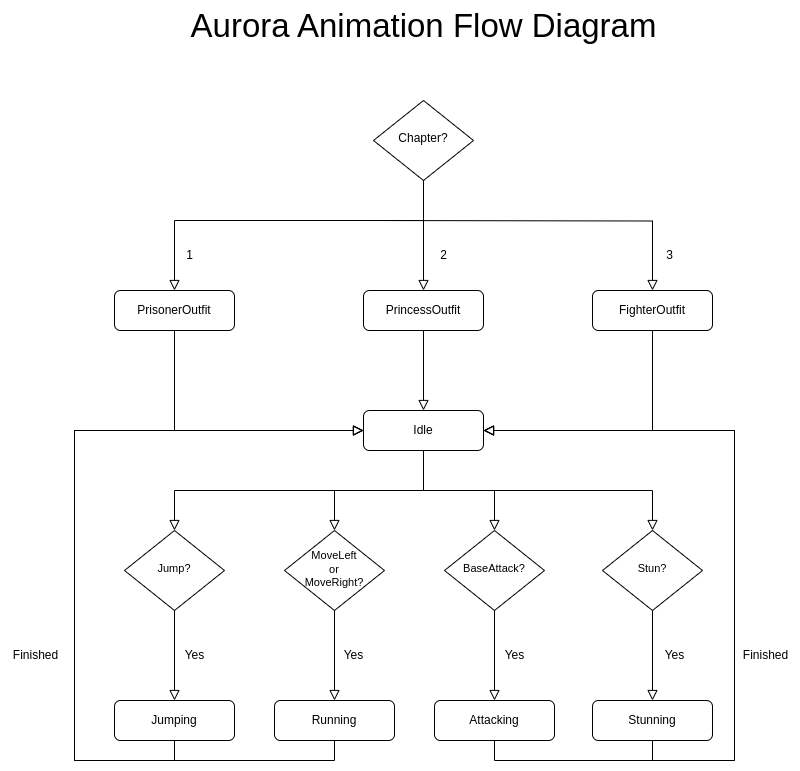 Aurora Animation Flow Diagram
Chapter?
1
2
3
PrisonerOutfit
PrincessOutfit
FighterOutfit
Idle
Jump?
MoveLeft
or
MoveRight?
BaseAttack?
Stun?
Finished
Yes
Yes
Yes
Yes
Finished
Jumping
Running
Attacking
Stunning